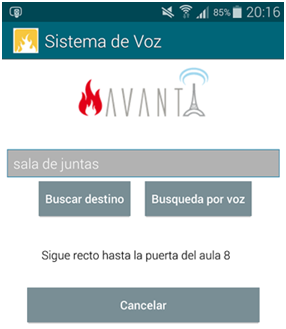 85% 20:16
Sistema de Voz
AVANTI
sala de juntas
Buscar destino
Busqueda por voz
Sigue recto hasta la puerta del aula 8
Cancelar